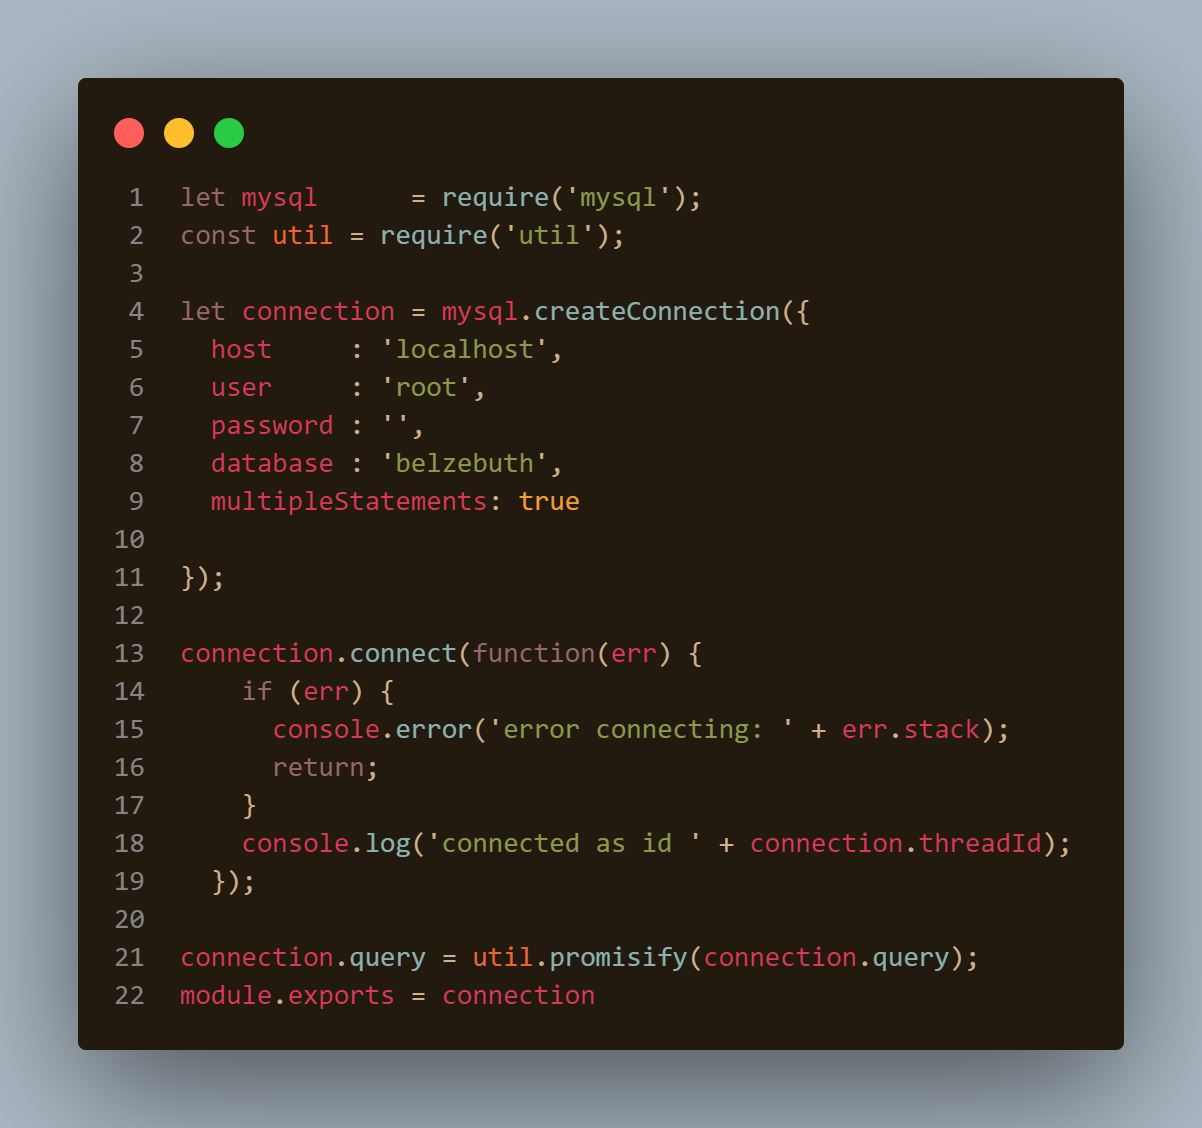 1 let mysql      = require('mysql');
2 const util = require('util');
3
4 let connection = mysql.createConnection({
5   host     : 'localhost',
6   user     : 'root',
7   password : '',
8   database : 'belzebuth',
9   multipleStatements: true
10
11 });
12
13 connection.connect(function(err) {
14     if (err) {
15       console.error('error connecting: ' + err.stack);
16       return;
17     }
18     console.log('connected as id ' + connection.threadId);
19   });
20
21 connection.query = util.promisify(connection.query);
22 module.exports = connection